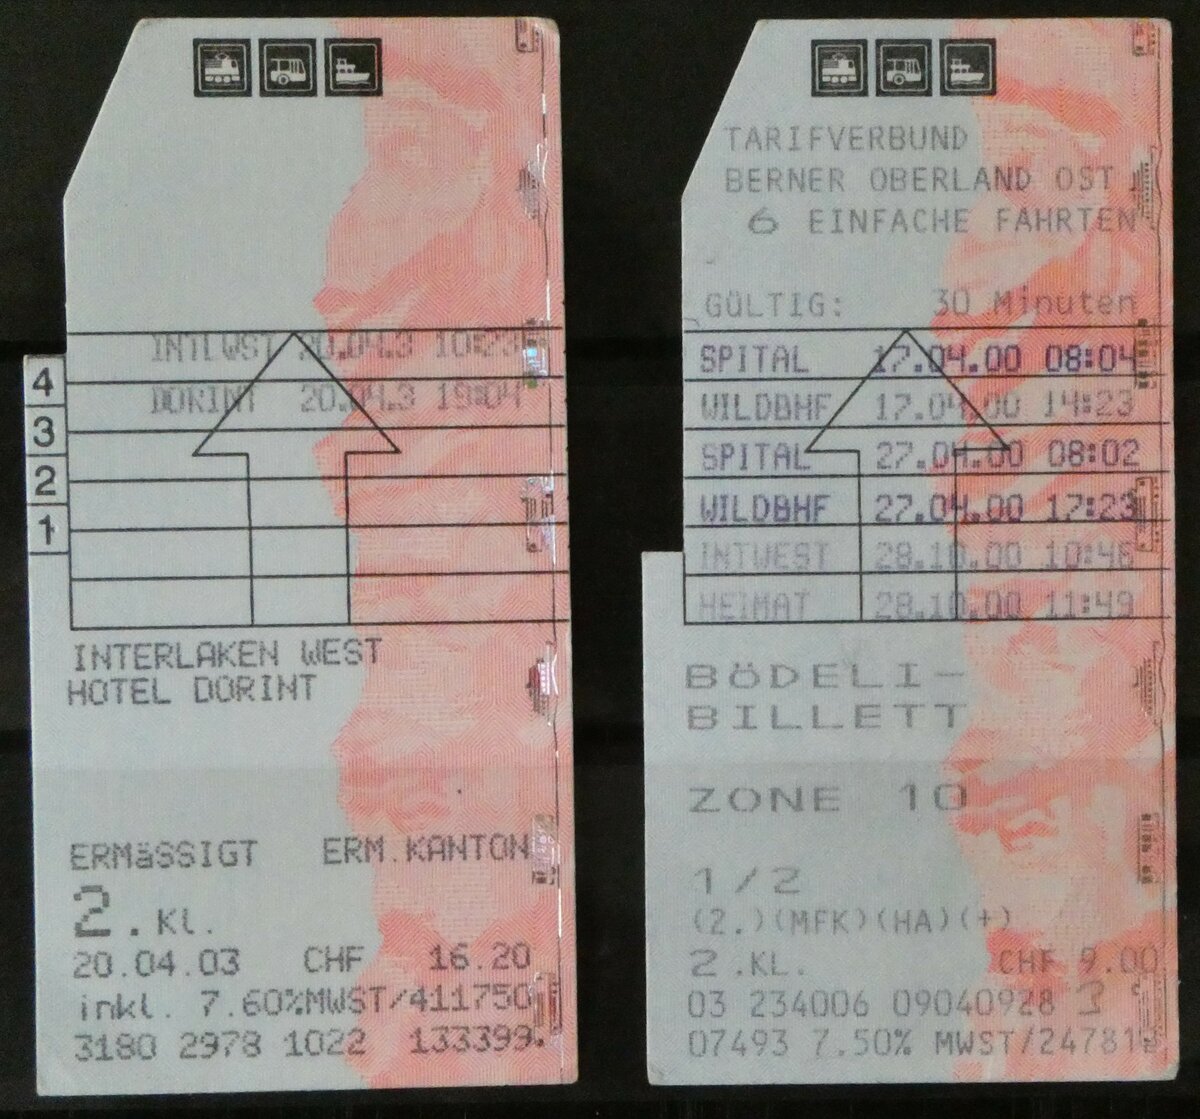 INTLWST 20.04.3 10:23
4
DORINT 20.04.3 19:04
3
2
1
INTERLAKEN WEST
HOTEL DORINT
ERMäSSIGT ERM.KANTON
2.Kl.
20.04.03 CHF 16.20
inkl. 7.60%MWST/411750
3180 2978 1022 133399.
TARIFVERBUND
BERNER OBERLAND OST
6 EINFACHE FAHRTEN
GÜLTIG: 30 Minuten
SPITAL 17.04.00 08:04
WILDBHF 17.04.00 14:23
SPITAL 27.04.00 08:02
WILDBHF 27.04.00 17:23
INTWEST 28.10.00 10:46
HEIMAT 28.10.00 11:49
BÖDELI-
BILLETT
ZONE 10
1/2
(2.)(MFK)(HA)(+)
2.KL. CHF 9.00
03 234006 09040928 3
07493 7.50% MWST/